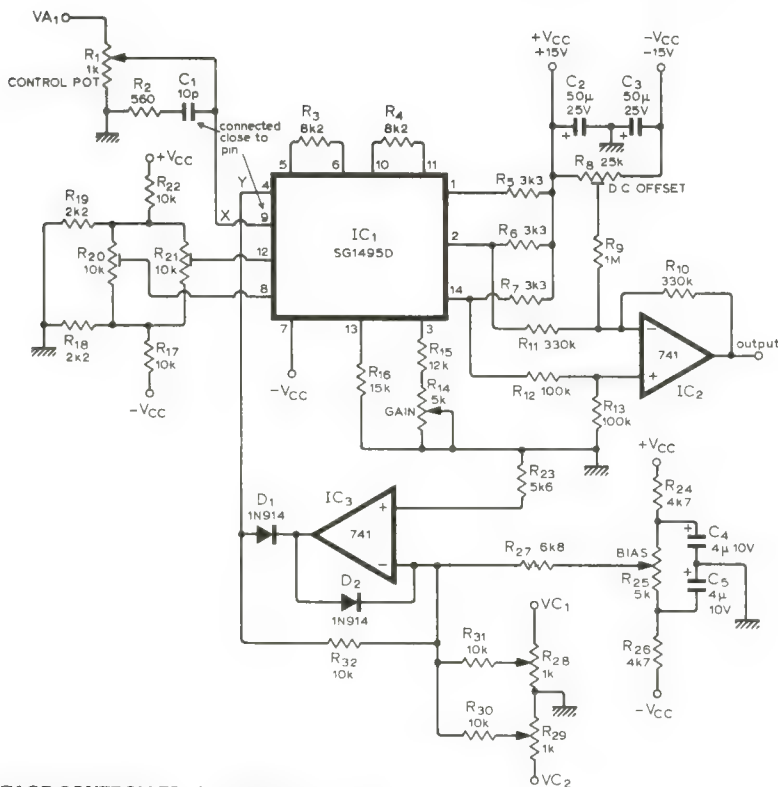 VA1
R1
1k
CONTROL POT
R2
560
C1
10p
connected
close to
pin
+VCC
R22
10k
R19
2k2
R20
10k
R21
10k
R18
2k2
R17
10k
-VCC
R3
8k2
R4
8k2
5
6
10
11
Y
4
X
9
12
8
7
13
3
1
2
14
IC1
SG1495D
-VCC
R5 3k3
R6 3k3
R7 3k3
+VCC
+15V
-VCC
-15V
C2
50μ
25V
+
C3
50μ
25V
+
R8 25k
DC OFFSET
R9
1M
R10
330k
R11 330k
R12 100k
R13
100k
-
+
741
IC2
output
R16
15k
R15
12k
R14
5k
GAIN
R23
5k6
IC3
741
+
-
D1
1N914
D2
1N914
R32
10k
R27 6k8
BIAS
R25
5k
+VCC
R24
4k7
+
C4
4μ 10V
+
C5
4μ
10V
R26
4k7
-VCC
VC1
R31
10k
R28
1k
R30
10k
R29
1k
VC2